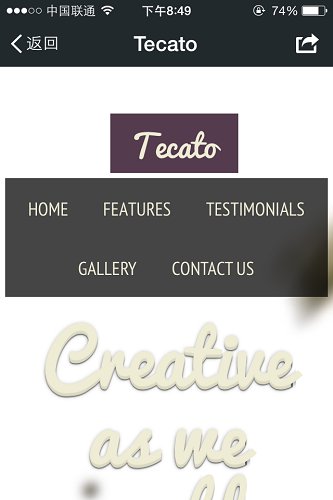 中国联通 下午8:49 74%
返回 Tecato
Tecato
HOME FEATURES TESTIMONIALS
GALLERY CONTACT US
Creative
as we